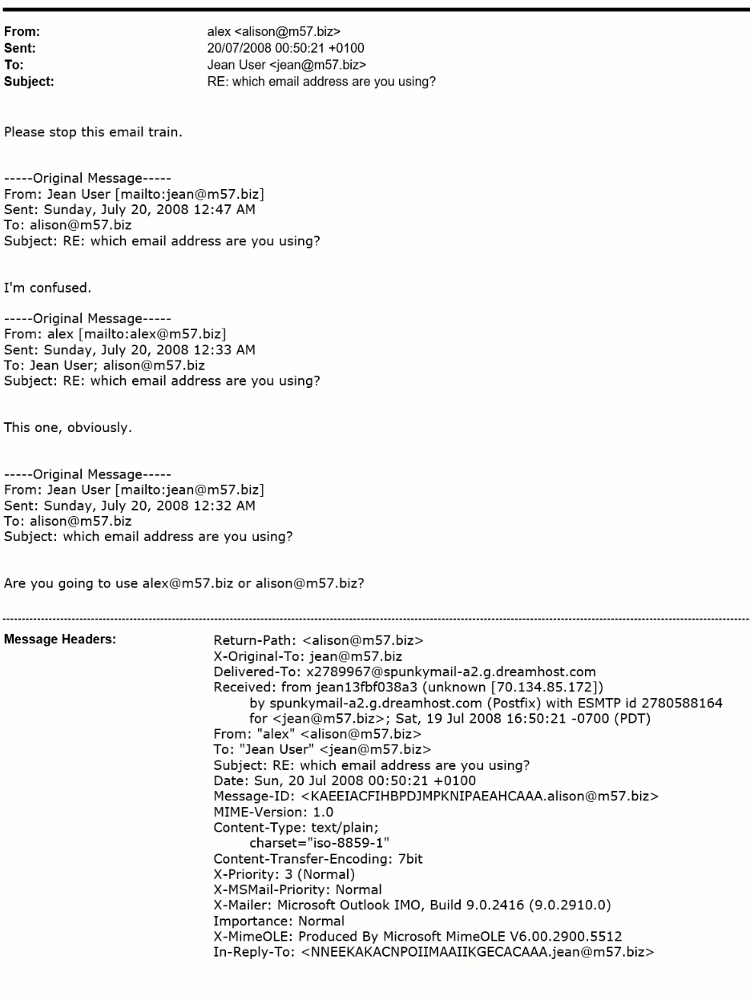 From: alex <alison@m57.biz>
Sent: 20/07/2008 00:50:21 +0100
To: Jean User <jean@m57.biz>
Subject: RE: which email address are you using?
Please stop this email train.
-----Original Message-----
From: Jean User [mailto:jean@m57.biz]
Sent: Sunday, July 20, 2008 12:47 AM
To: alison@m57.biz
Subject: RE: which email address are you using?
I'm confused.
-----Original Message-----
From: alex [mailto:alex@m57.biz]
Sent: Sunday, July 20, 2008 12:33 AM
To: Jean User; alison@m57.biz
Subject: RE: which email address are you using?
This one, obviously.
-----Original Message-----
From: Jean User [mailto:jean@m57.biz]
Sent: Sunday, July 20, 2008 12:32 AM
To: alison@m57.biz
Subject: which email address are you using?
Are you going to use alex@m57.biz or alison@m57.biz?
Message Headers: Return-Path: <alison@m57.biz>
X-Original-To: jean@m57.biz
Delivered-To: x2789967@spunkymail-a2.g.dreamhost.com
Received: from jean13fbf038a3 (unknown [70.134.85.172])
by spunkymail-a2.g.dreamhost.com (Postfix) with ESMTP id 2780588164
for <jean@m57.biz>; Sat, 19 Jul 2008 16:50:21 -0700 (PDT)
From: "alex" <alison@m57.biz>
To: "Jean User" <jean@m57.biz>
Subject: RE: which email address are you using?
Date: Sun, 20 Jul 2008 00:50:21 +0100
Message-ID: <KAEEIACFIHBPDJMPKNIPAEAHCAAA.alison@m57.biz>
MIME-Version: 1.0
Content-Type: text/plain;
charset="iso-8859-1"
Content-Transfer-Encoding: 7bit
X-Priority: 3 (Normal)
X-MSMail-Priority: Normal
X-Mailer: Microsoft Outlook IMO, Build 9.0.2416 (9.0.2910.0)
Importance: Normal
X-MimeOLE: Produced By Microsoft MimeOLE V6.00.2900.5512
In-Reply-To: <NNEEKAKACNPOIIMAAIIKGECACAAA.jean@m57.biz>